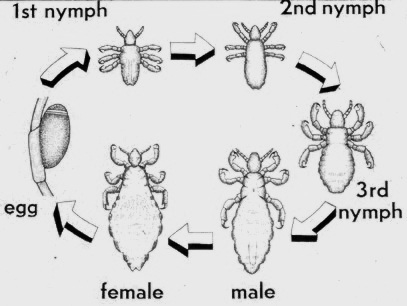 1st nymph
2nd nymph
3rd
nymph
egg
female
male